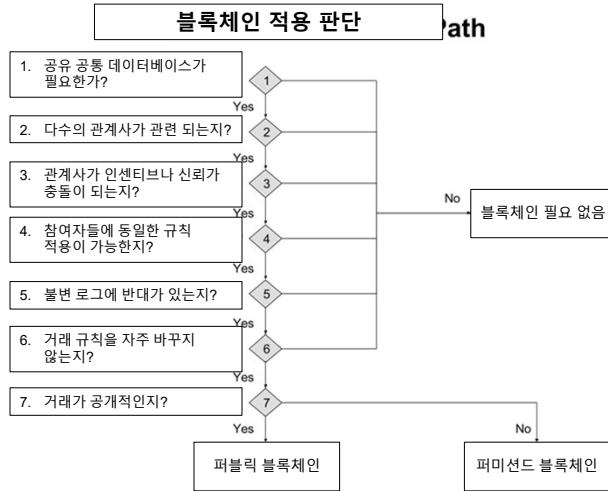 블록체인 적용 판단
Path
1. 공유 공통 데이터베이스가
필요한가?
1
Yes
2. 다수의 관계사가 관련 되는지?
2
Yes
3. 관계사가 인센티브나 신뢰가
충돌이 되는지?
3
No
블록체인 필요 없음
Yes
4. 참여자들에 동일한 규칙
적용이 가능한지?
4
Yes
5. 불변 로그에 반대가 있는지?
5
Yes
6. 거래 규칙을 자주 바꾸지
않는지?
6
Yes
7. 거래가 공개적인지?
7
Yes
No
퍼블릭 블록체인
퍼미션드 블록체인